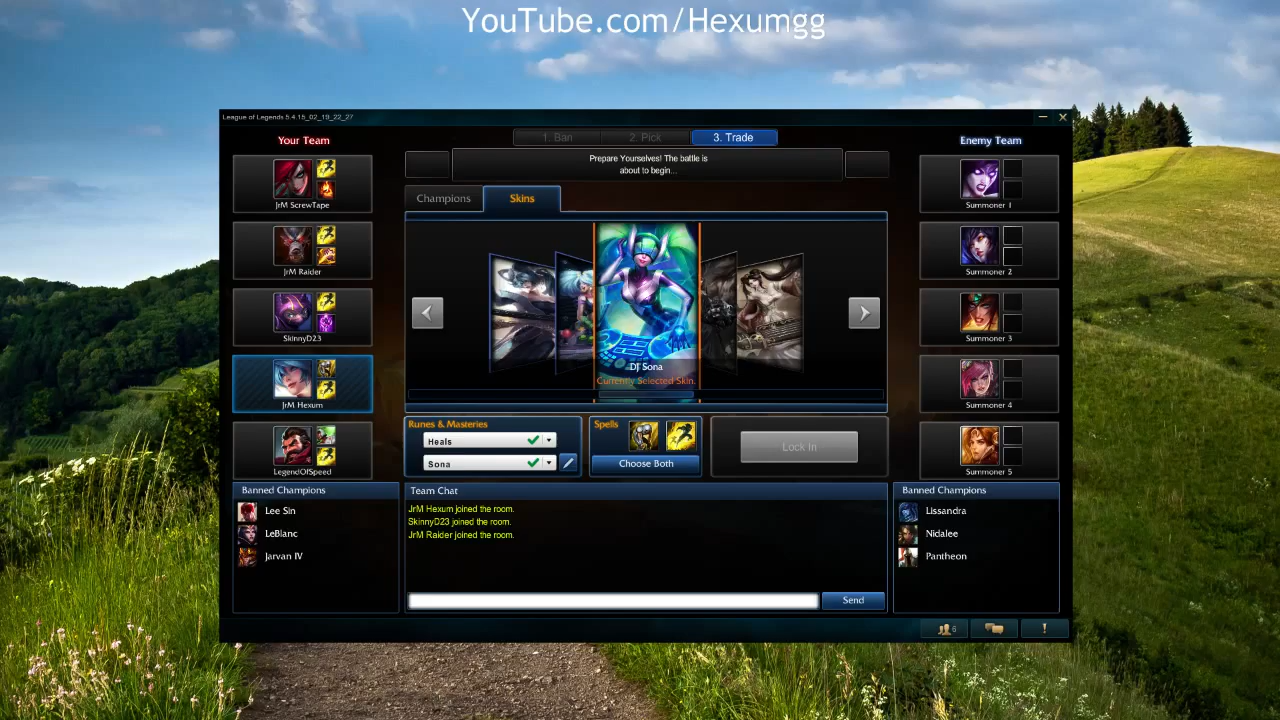 YouTube.com/Hexumgg
League of Legends 5.4.15_02_19_22_27
Your Team
1. Ban
2. Pick
3. Trade
Enemy Team
Prepare Yourselves! The battle is
about to begin...
Champions
Skins
JrM ScrewTape
JrM Raider
SkinnyD23
JrM Hexum
LegendOfSpeed
DJ Sona
Currently Selected Skin.
Summoner 1
Summoner 2
Summoner 3
Summoner 4
Summoner 5
Runes & Masteries
Heals
Sona
Spells
Choose Both
Lock In
Banned Champions
Lee Sin
LeBlanc
Jarvan IV
Team Chat
JrM Hexum joined the room.
SkinnyD23 joined the room.
JrM Raider joined the room.
Send
Banned Champions
Lissandra
Nidalee
Pantheon
6